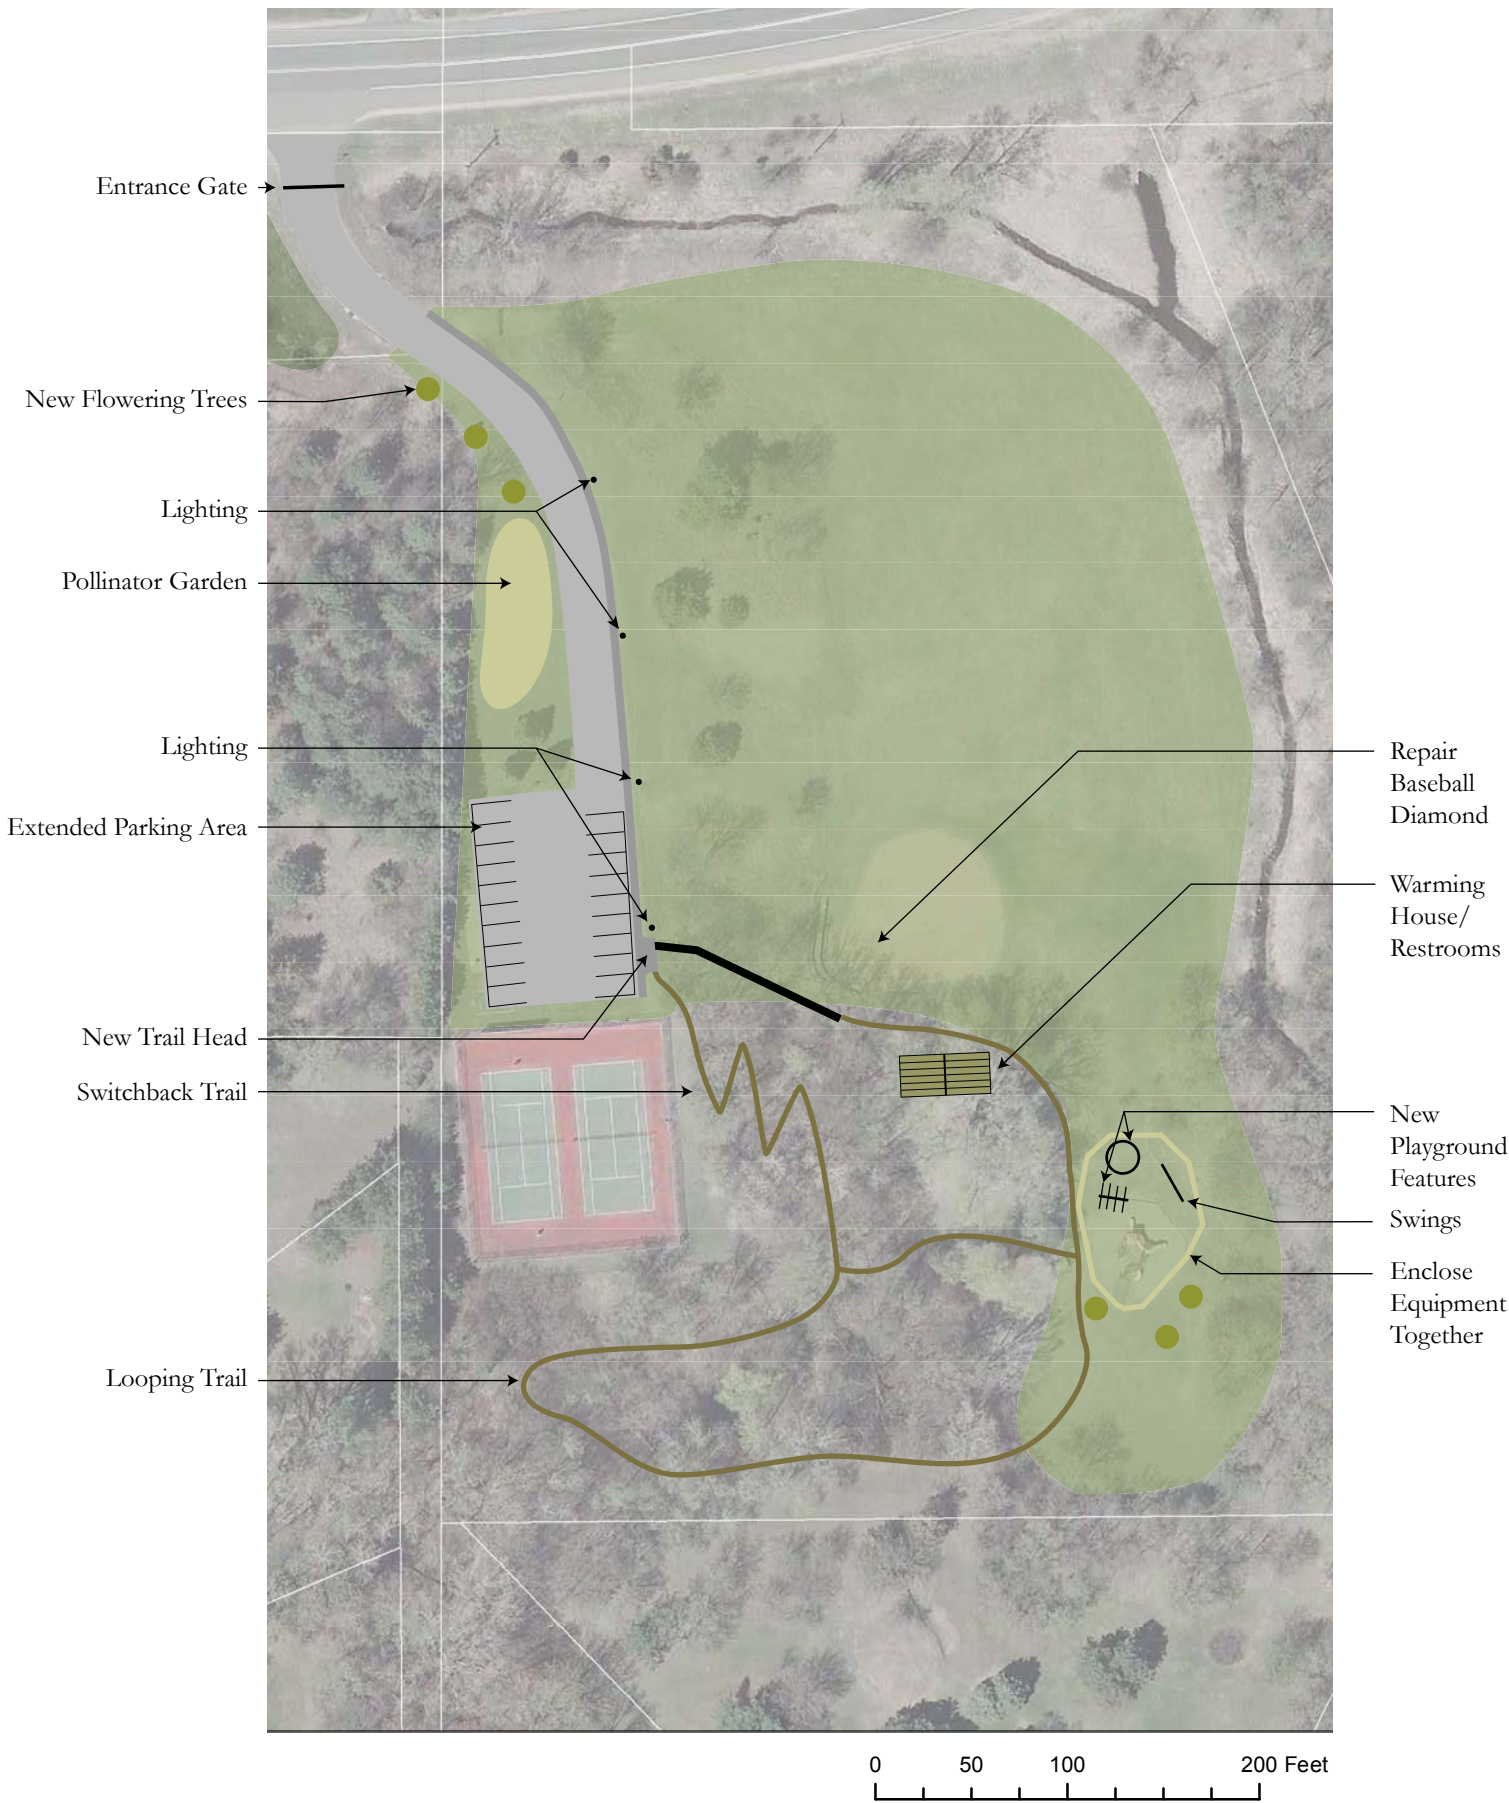 Entrance Gate
New Flowering Trees
Lighting
Pollinator Garden
Lighting
Extended Parking Area
New Trail Head
Switchback Trail
Looping Trail
Repair
Baseball
Diamond
Warming
House/
Restrooms
New
Playground
Features
Swings
Enclose
Equipment
Together
0 50 100 200 Feet